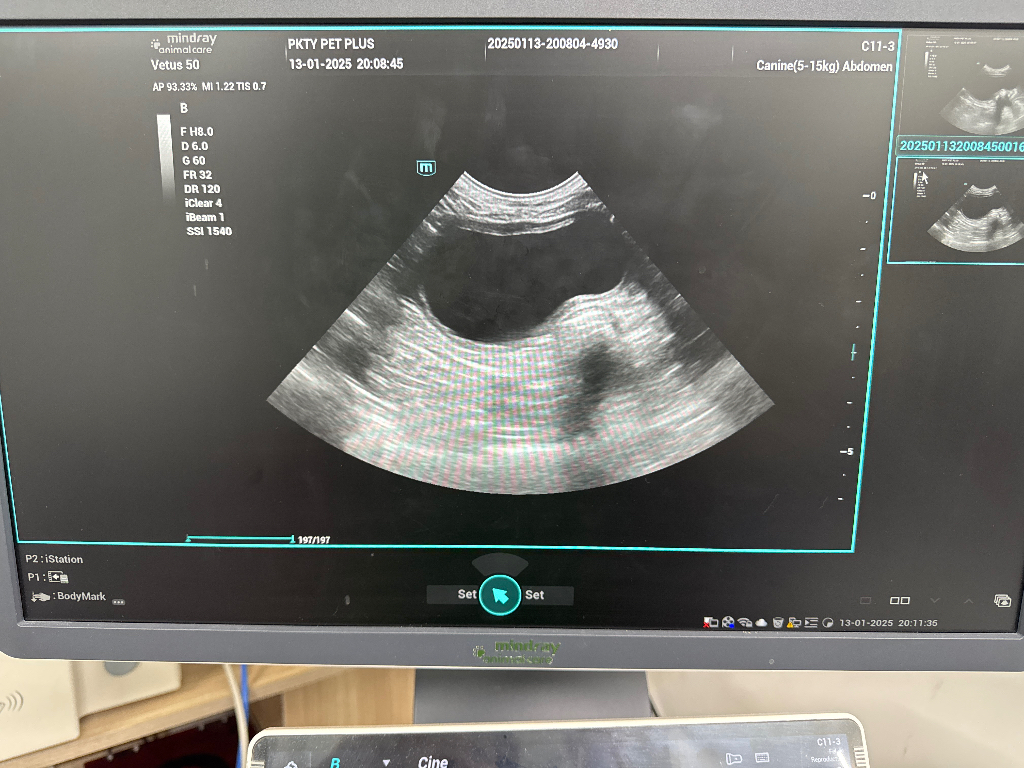 mindray
animalcare
Vetus 50
PKTY PET PLUS
13-01-2025 20:08:45
20250113-200804-4930
C11-3
Canine(5-15kg) Abdomen
AP 93.33% MI 1.22 TIS 0.7
B
F H8.0
D 6.0
G 60
FR 32
DR 120
iClear 4
iBeam 1
SSI 1540
m
0
5
202501132008450016
197/197
P2 : iStation
P1 :
: BodyMark
Set
Set
13-01-2025 20:11:36
mindray
B
Cine
C11-3